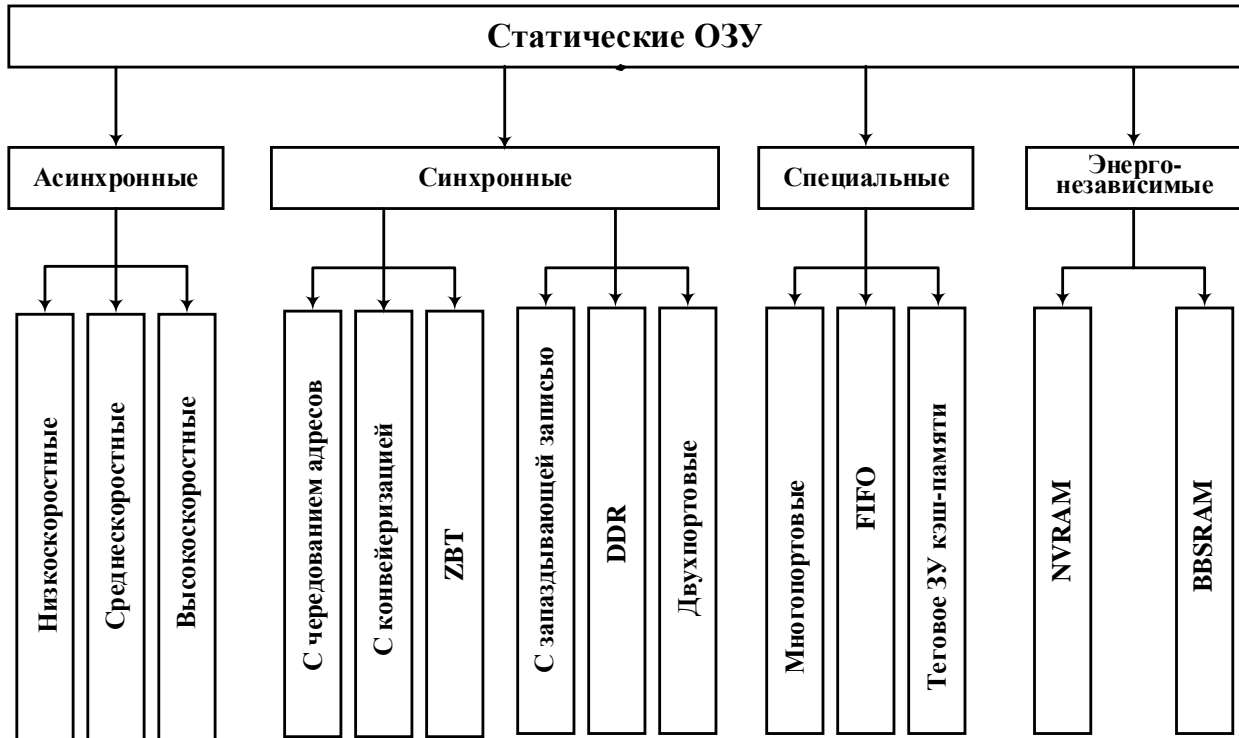 Статические ОЗУ
Асинхронные
Синхронные
Специальные
Энерго-
независимые
Низкоскоростные
Среднескоростные
Высокоскоростные
С чередованием адресов
С конвейеризацией
ZBT
С запаздывающей записью
DDR
Двухпортовые
Многопортовые
FIFO
Теговое ЗУ кэш-памяти
NVRAM
BBSRAM